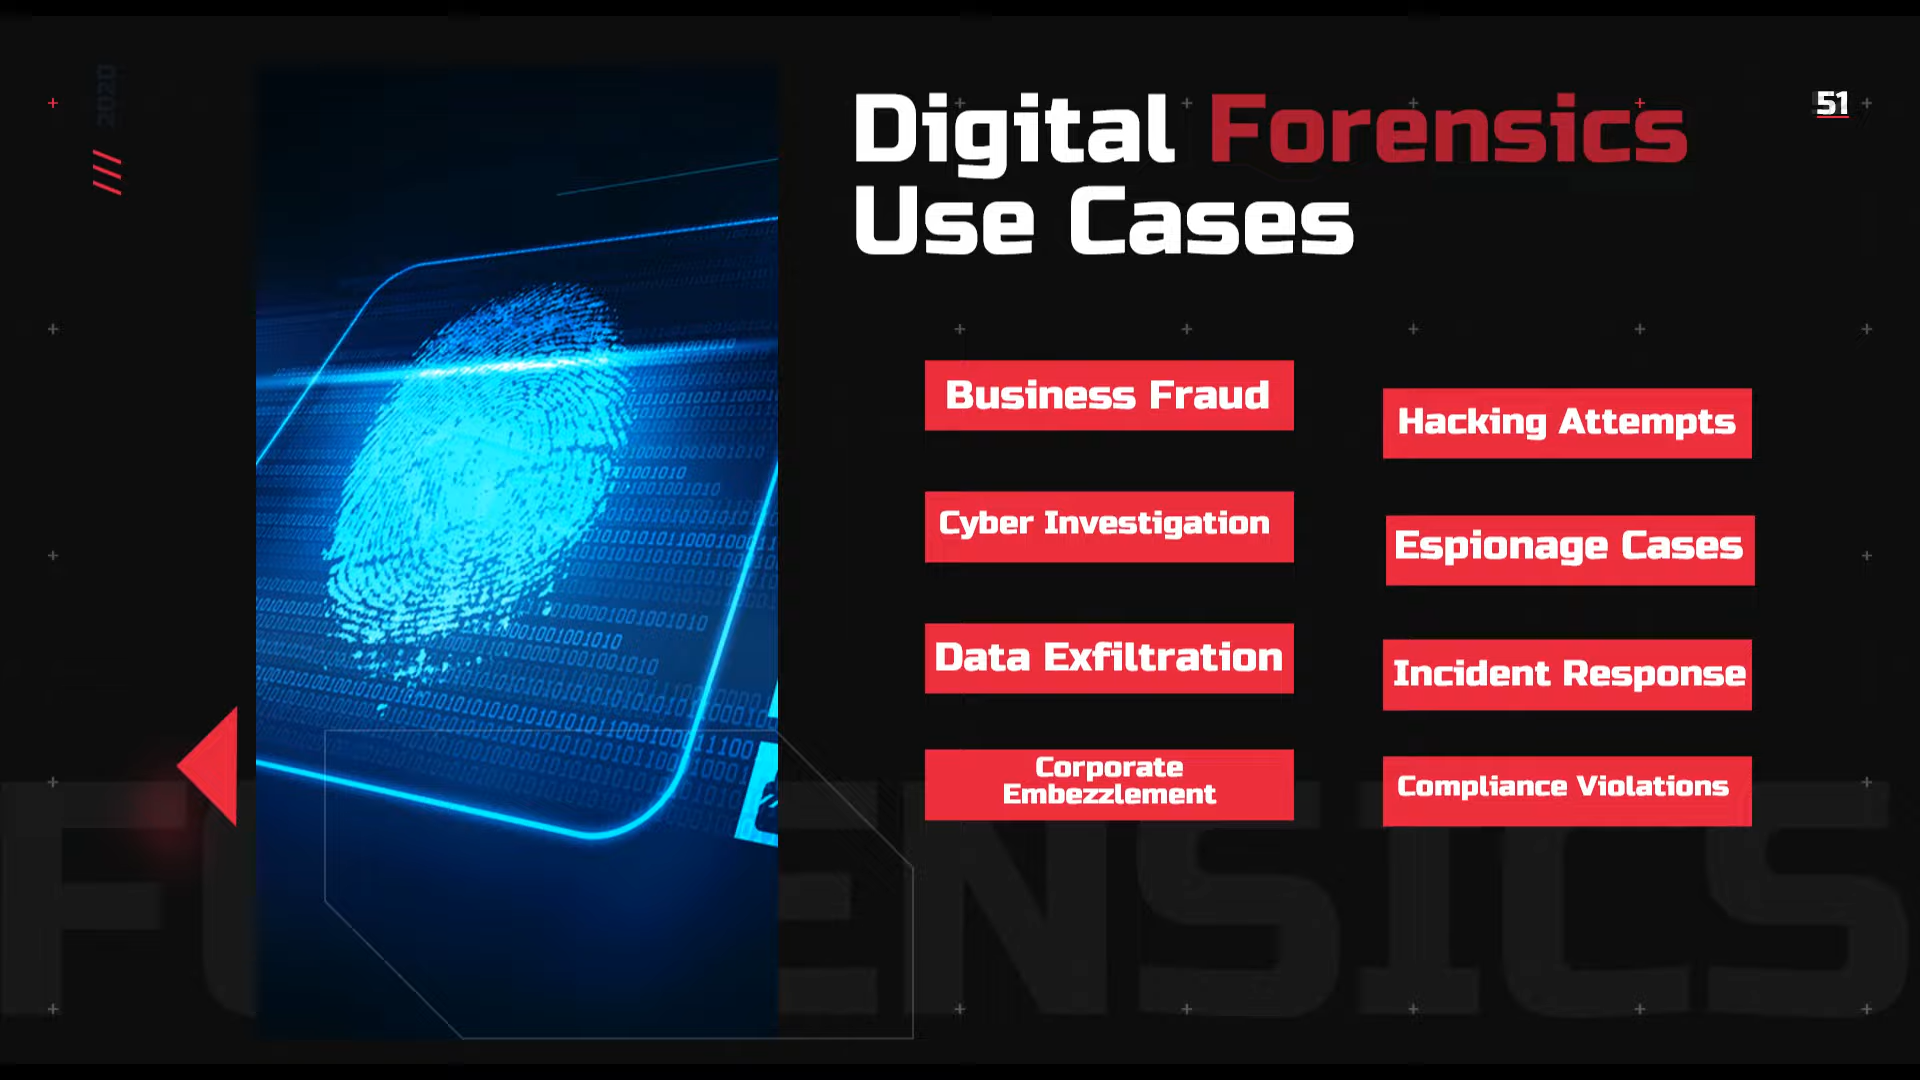 2020
51
Digital Forensics
Use Cases
Business Fraud
Hacking Attempts
Cyber Investigation
Espionage Cases
Data Exfiltration
Incident Response
Corporate
Embezzlement
Compliance Violations